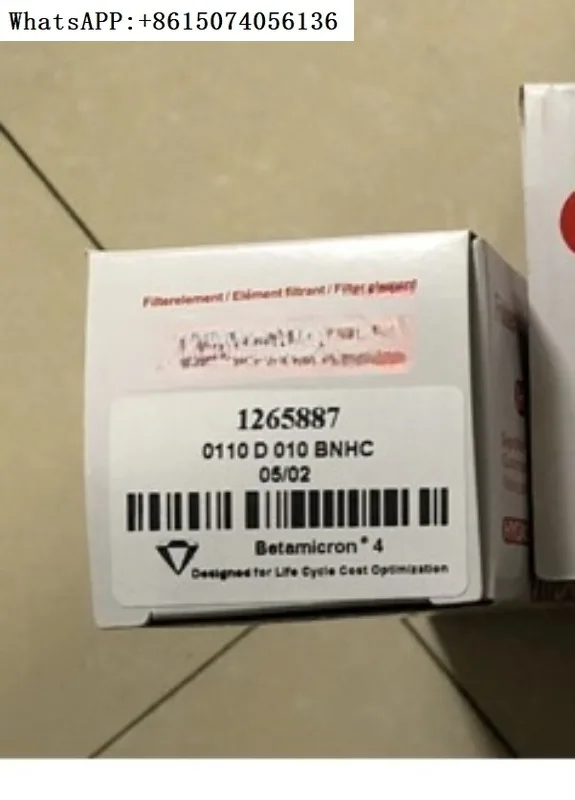 WhatsAPP:+8615074056136
Filterelement / Elément filtrant / Filter element
1265887
0110 D 010 BNHC
05/02
Betamicron® 4
Designed for Life Cycle Cost Optimization